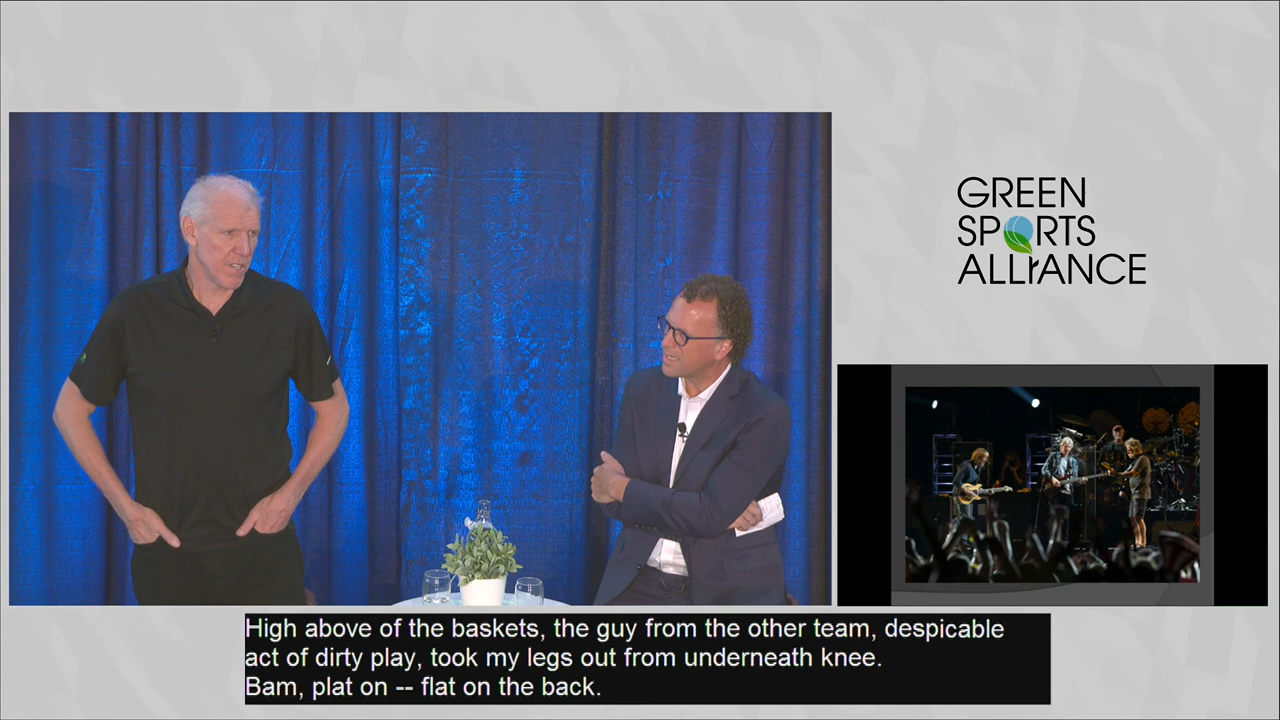 GREEN
SPORTS
ALLIANCE
High above of the baskets, the guy from the other team, despicable
act of dirty play, took my legs out from underneath knee.
Bam, plat on -- flat on the back.